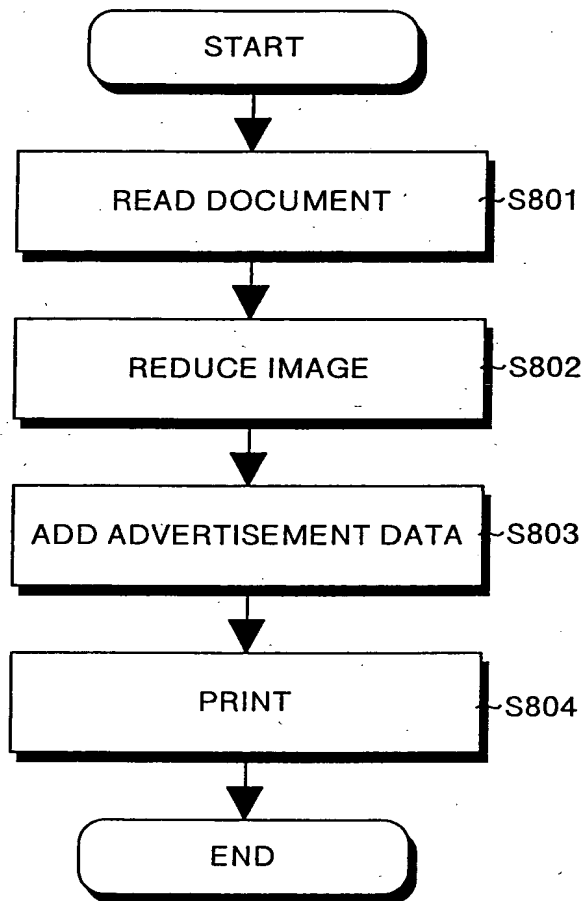 START
READ DOCUMENT
S801
REDUCE IMAGE
S802
ADD ADVERTISEMENT DATA
S803
PRINT
S804
END